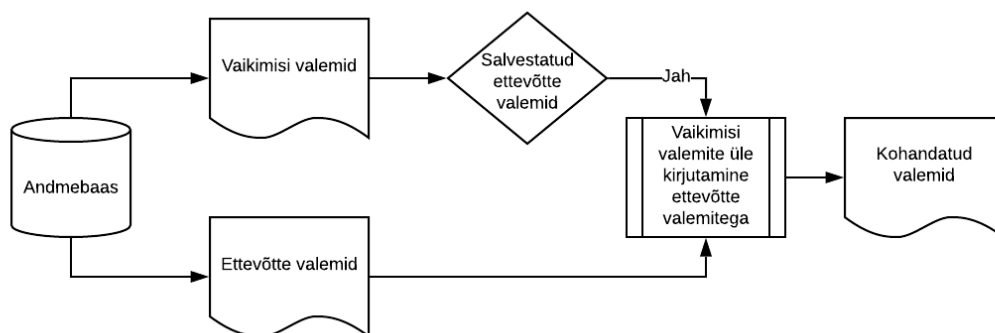 Vaikimisi valemid
Salvestatud
ettevõtte
valemid
Jah
Andmebaas
Vaikimisi
valemite üle
kirjutamine
ettevõtte
valemitega
Kohandatud
valemid
Ettevõtte valemid